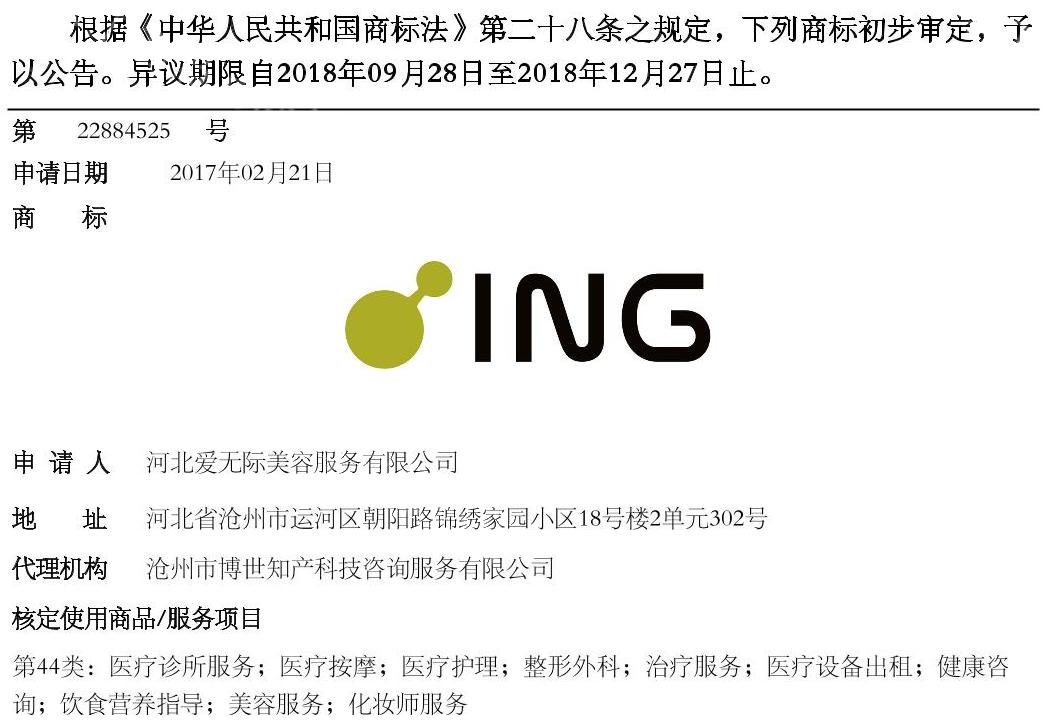 根据《中华人民共和国商标法》第二十八条之规定，下列商标初步审定，予
以公告。异议期限自2018年09月28日至2018年12月27日止。
第 22884525 号
申请日期 2017年02月21日
商 标
ING
申 请 人 河北爱无际美容服务有限公司
地 址 河北省沧州市运河区朝阳路锦绣家园小区18号楼2单元302号
代理机构 沧州市博世知产科技咨询服务有限公司
核定使用商品/服务项目
第44类：医疗诊所服务；医疗按摩；医疗护理；整形外科；治疗服务；医疗设备出租；健康咨
询；饮食营养指导；美容服务；化妆师服务